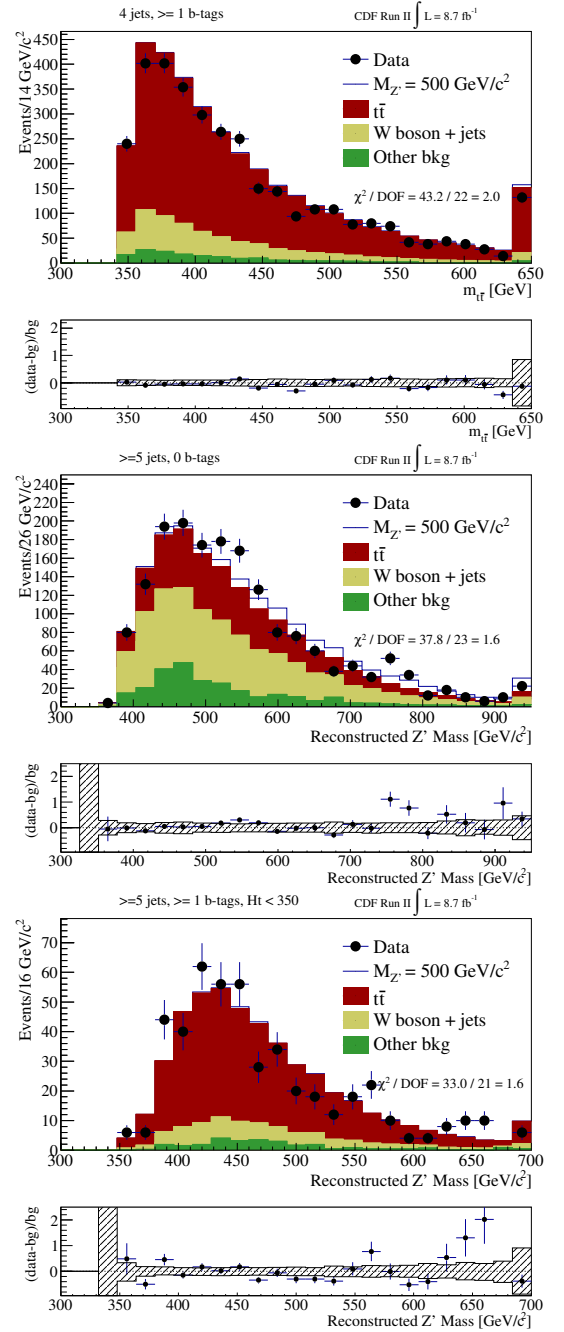 4 jets, >= 1 b-tags
CDF Run II ∫ L = 8.7 fb⁻¹
Events/14 GeV/c²
450
400
350
300
250
200
150
100
50
0
Data
M_Z' = 500 GeV/c²
tt̄
W boson + jets
Other bkg
χ² / DOF = 43.2 / 22 = 2.0
300 350 400 450 500 550 600 650
m_tt̄ [GeV]
(data-bg)/bg
2
1
0
300 350 400 450 500 550 600 650
m_tt̄ [GeV]
>=5 jets, 0 b-tags
CDF Run II ∫ L = 8.7 fb⁻¹
Events/26 GeV/c²
240
220
200
180
160
140
120
100
80
60
40
20
0
Data
M_Z' = 500 GeV/c²
tt̄
W boson + jets
Other bkg
χ² / DOF = 37.8 / 23 = 1.6
300 400 500 600 700 800 900
Reconstructed Z' Mass [GeV/c²]
(data-bg)/bg
2
1
0
300 400 500 600 700 800 900
Reconstructed Z' Mass [GeV/c²]
>=5 jets, >= 1 b-tags, Ht < 350
CDF Run II ∫ L = 8.7 fb⁻¹
Events/16 GeV/c²
70
60
50
40
30
20
10
0
Data
M_Z' = 500 GeV/c²
tt̄
W boson + jets
Other bkg
χ² / DOF = 33.0 / 21 = 1.6
300 350 400 450 500 550 600 650 700
Reconstructed Z' Mass [GeV/c²]
(data-bg)/bg
2
1
0
300 350 400 450 500 550 600 650 700
Reconstructed Z' Mass [GeV/c²]